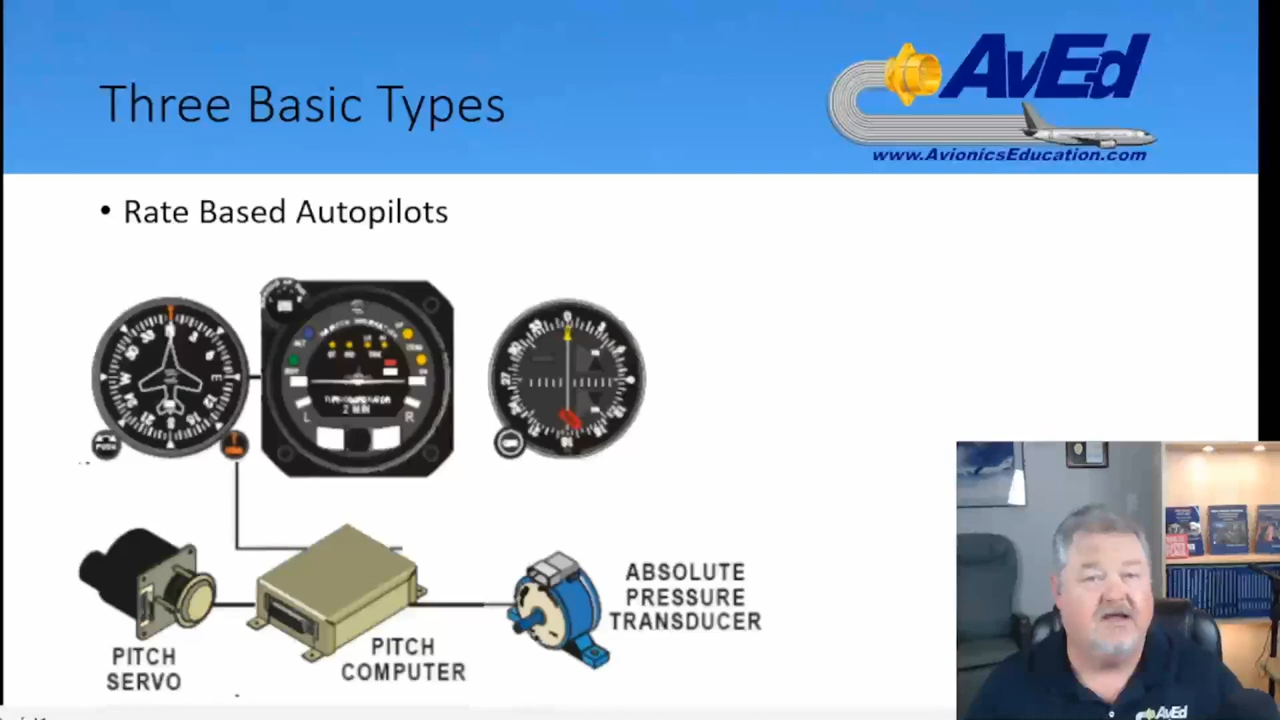 Three Basic Types
AvEd
www.AvionicsEducation.com
• Rate Based Autopilots
L
R
2 MIN
ABSOLUTE
PRESSURE
TRANSDUCER
PITCH
SERVO
PITCH
COMPUTER
AvEd